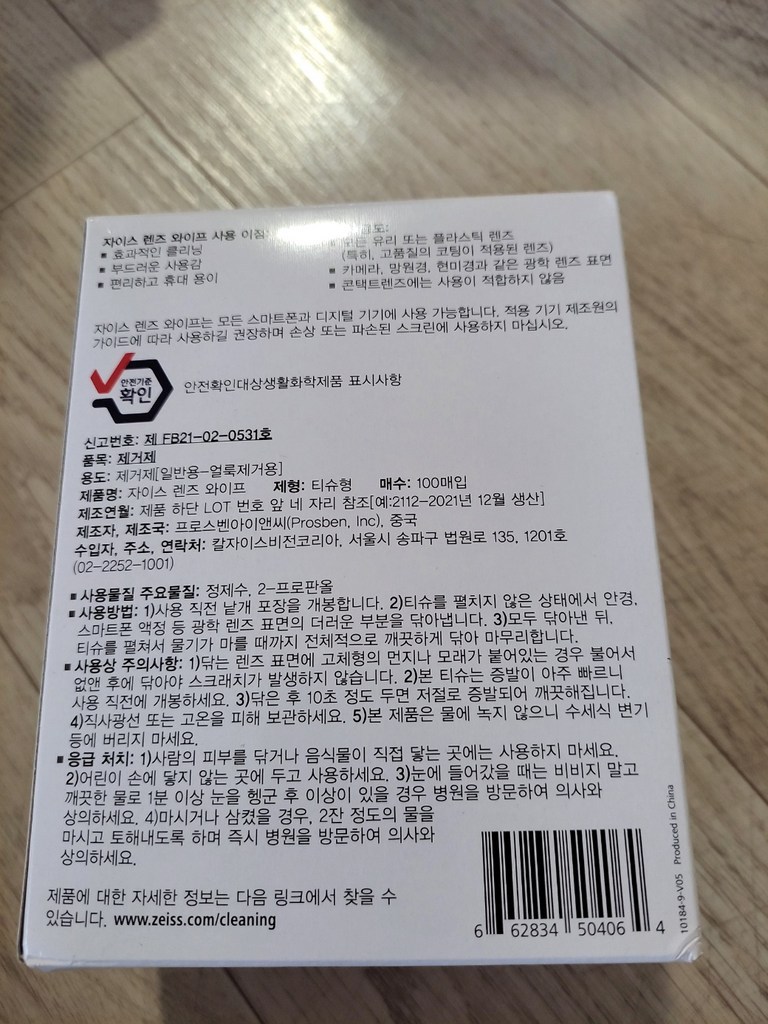 자이스 렌즈 와이프 사용 이점:
■ 효과적인 클리닝
■ 부드러운 사용감
■ 편리하고 휴대 용이
도:
■ 모든 유리 또는 플라스틱 렌즈
(특히, 고품질의 코팅이 적용된 렌즈)
■ 카메라, 망원경, 현미경과 같은 광학 렌즈 표면
■ 콘택트렌즈에는 사용이 적합하지 않음
자이스 렌즈 와이프는 모든 스마트폰과 디지털 기기에 사용 가능합니다. 적용 기기 제조원의
가이드에 따라 사용하길 권장하며 손상 또는 파손된 스크린에 사용하지 마십시오.
안전기준
확인
안전확인대상생활화학제품 표시사항
신고번호: 제 FB21-02-0531호
품목: 제거제
용도: 제거제[일반용-얼룩제거용]
제품명: 자이스 렌즈 와이프 제형: 티슈형 매수: 100매입
제조연월: 제품 하단 LOT 번호 앞 네 자리 참조[예:2112-2021년 12월 생산]
제조자, 제조국: 프로스벤아이앤씨(Prosben, Inc), 중국
수입자, 주소, 연락처: 칼자이스비전코리아, 서울시 송파구 법원로 135, 1201호
(02-2252-1001)
■ 사용물질 주요물질: 정제수, 2-프로판올
■ 사용방법: 1)사용 직전 낱개 포장을 개봉합니다. 2)티슈를 펼치지 않은 상태에서 안경,
스마트폰 액정 등 광학 렌즈 표면의 더러운 부분을 닦아냅니다. 3)모두 닦아낸 뒤,
티슈를 펼쳐서 물기가 마를 때까지 전체적으로 깨끗하게 닦아 마무리합니다.
■ 사용상 주의사항: 1)닦는 렌즈 표면에 고체형의 먼지나 모래가 붙어있는 경우 불어서
없앤 후에 닦아야 스크래치가 발생하지 않습니다. 2)본 티슈는 증발이 아주 빠르니
사용 직전에 개봉하세요. 3)닦은 후 10초 정도 두면 저절로 증발되어 깨끗해집니다.
4)직사광선 또는 고온을 피해 보관하세요. 5)본 제품은 물에 녹지 않으니 수세식 변기
등에 버리지 마세요.
■ 응급 처치: 1)사람의 피부를 닦거나 음식물이 직접 닿는 곳에는 사용하지 마세요.
2)어린이 손에 닿지 않는 곳에 두고 사용하세요. 3)눈에 들어갔을 때는 비비지 말고
깨끗한 물로 1분 이상 눈을 헹군 후 이상이 있을 경우 병원을 방문하여 의사와
상의하세요. 4)마시거나 삼켰을 경우, 2잔 정도의 물을
마시고 토해내도록 하며 즉시 병원을 방문하여 의사와
상의하세요.
제품에 대한 자세한 정보는 다음 링크에서 찾을 수
있습니다. www.zeiss.com/cleaning
6 62834 50406 4
10184-9-V05 Produced in China